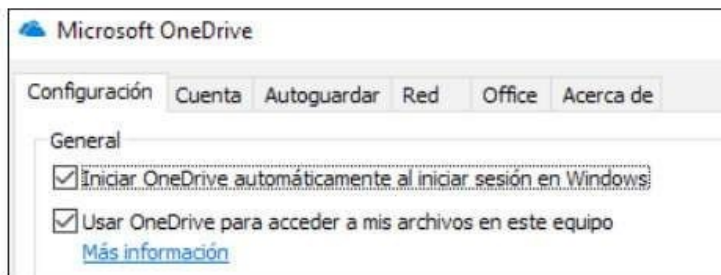 Microsoft OneDrive
Configuración Cuenta Autoguardar Red Office Acerca de
General
Iniciar OneDrive automáticamente al iniciar sesión en Windows
Usar OneDrive para acceder a mis archivos en este equipo
Más información